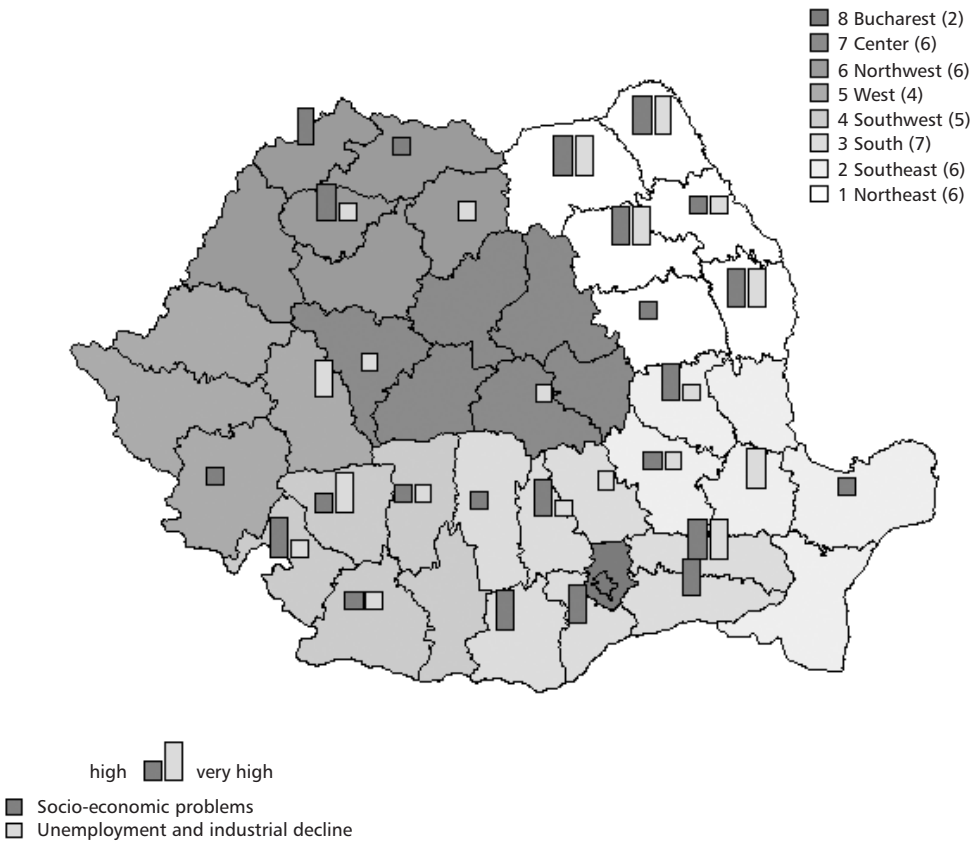 8 Bucharest (2)
7 Center (6)
6 Northwest (6)
5 West (4)
4 Southwest (5)
3 South (7)
2 Southeast (6)
1 Northeast (6)
high very high
Socio-economic problems
Unemployment and industrial decline